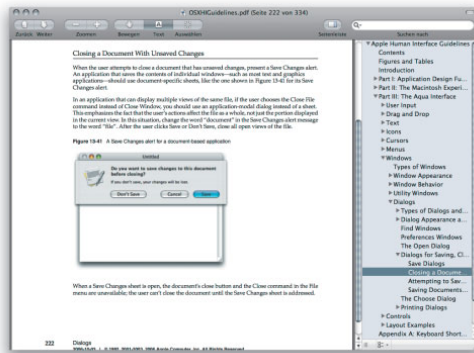 OSXHIGuidelines.pdf (Seite 222 von 334)
Zurück Weiter Zoomen Bewegen Text Auswählen Seitenleiste Suchen nach
Closing a Document With Unsaved Changes
When the user attempts to close a document that has unsaved changes, present a Save Changes alert.
An application that saves the contents of individual windows—such as most text and graphics
applications—should use document-specific sheets, like the one shown in Figure 13-41 for its Save
Changes alert.
In an application that can display multiple views of the same file, if the user chooses the Close File
command instead of Close Window, you should use an application-modal dialog instead of a sheet.
This emphasizes the fact that the user's actions affect the file as a whole, not just the portion displayed
in the current view. In this situation, change the word "document" in the Save Changes alert message
to the word "file". After the user clicks Save or Don't Save, close all open views of the file.
Figure 13-41 A Save Changes alert for a document-based application
Untitled
Do you want to save changes to this document
before closing?
If you don't save, your changes will be lost.
Don't Save Cancel Save
When a Save Changes sheet is open, the document's close button and the Close command in the File
menu are unavailable; the user can't close the document until the Save Changes sheet is addressed.
222 Dialogs
Apple Human Interface Guidelines
Contents
Figures and Tables
Introduction
Part I: Application Design Fu...
Part II: The Macintosh Experi...
Part III: The Aqua Interface
User Input
Drag and Drop
Text
Icons
Cursors
Menus
Windows
Types of Windows
Window Appearance
Window Behavior
Utility Windows
Dialogs
Types of Dialogs and...
Dialog Appearance a...
Find Windows
Preferences Windows
The Open Dialog
Dialogs for Saving, Cl...
Save Dialogs
Closing a Docume...
Attempting to Sav...
Saving Documents...
The Choose Dialog
Printing Dialogs
Controls
Layout Examples
Appendix A: Keyboard Short...